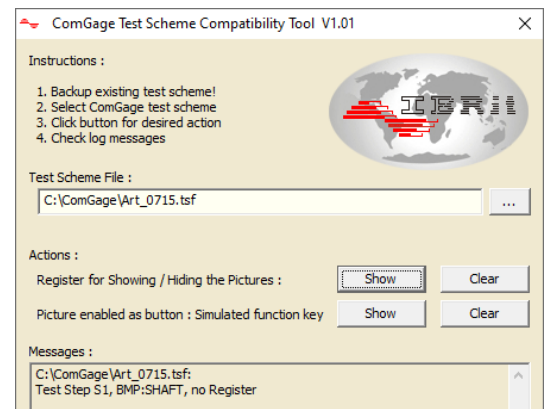 ComGage Test Scheme Compatibility Tool V1.01
Instructions :
1. Backup existing test scheme!
2. Select ComGage test scheme
3. Click button for desired action
4. Check log messages
IBRit
Test Scheme File :
C:\ComGage\Art_0715.tsf
...
Actions :
Register for Showing / Hiding the Pictures : Show Clear
Picture enabled as button : Simulated function key Show Clear
Messages :
C:\ComGage\Art_0715.tsf:
Test Step S1, BMP:SHAFT, no Register